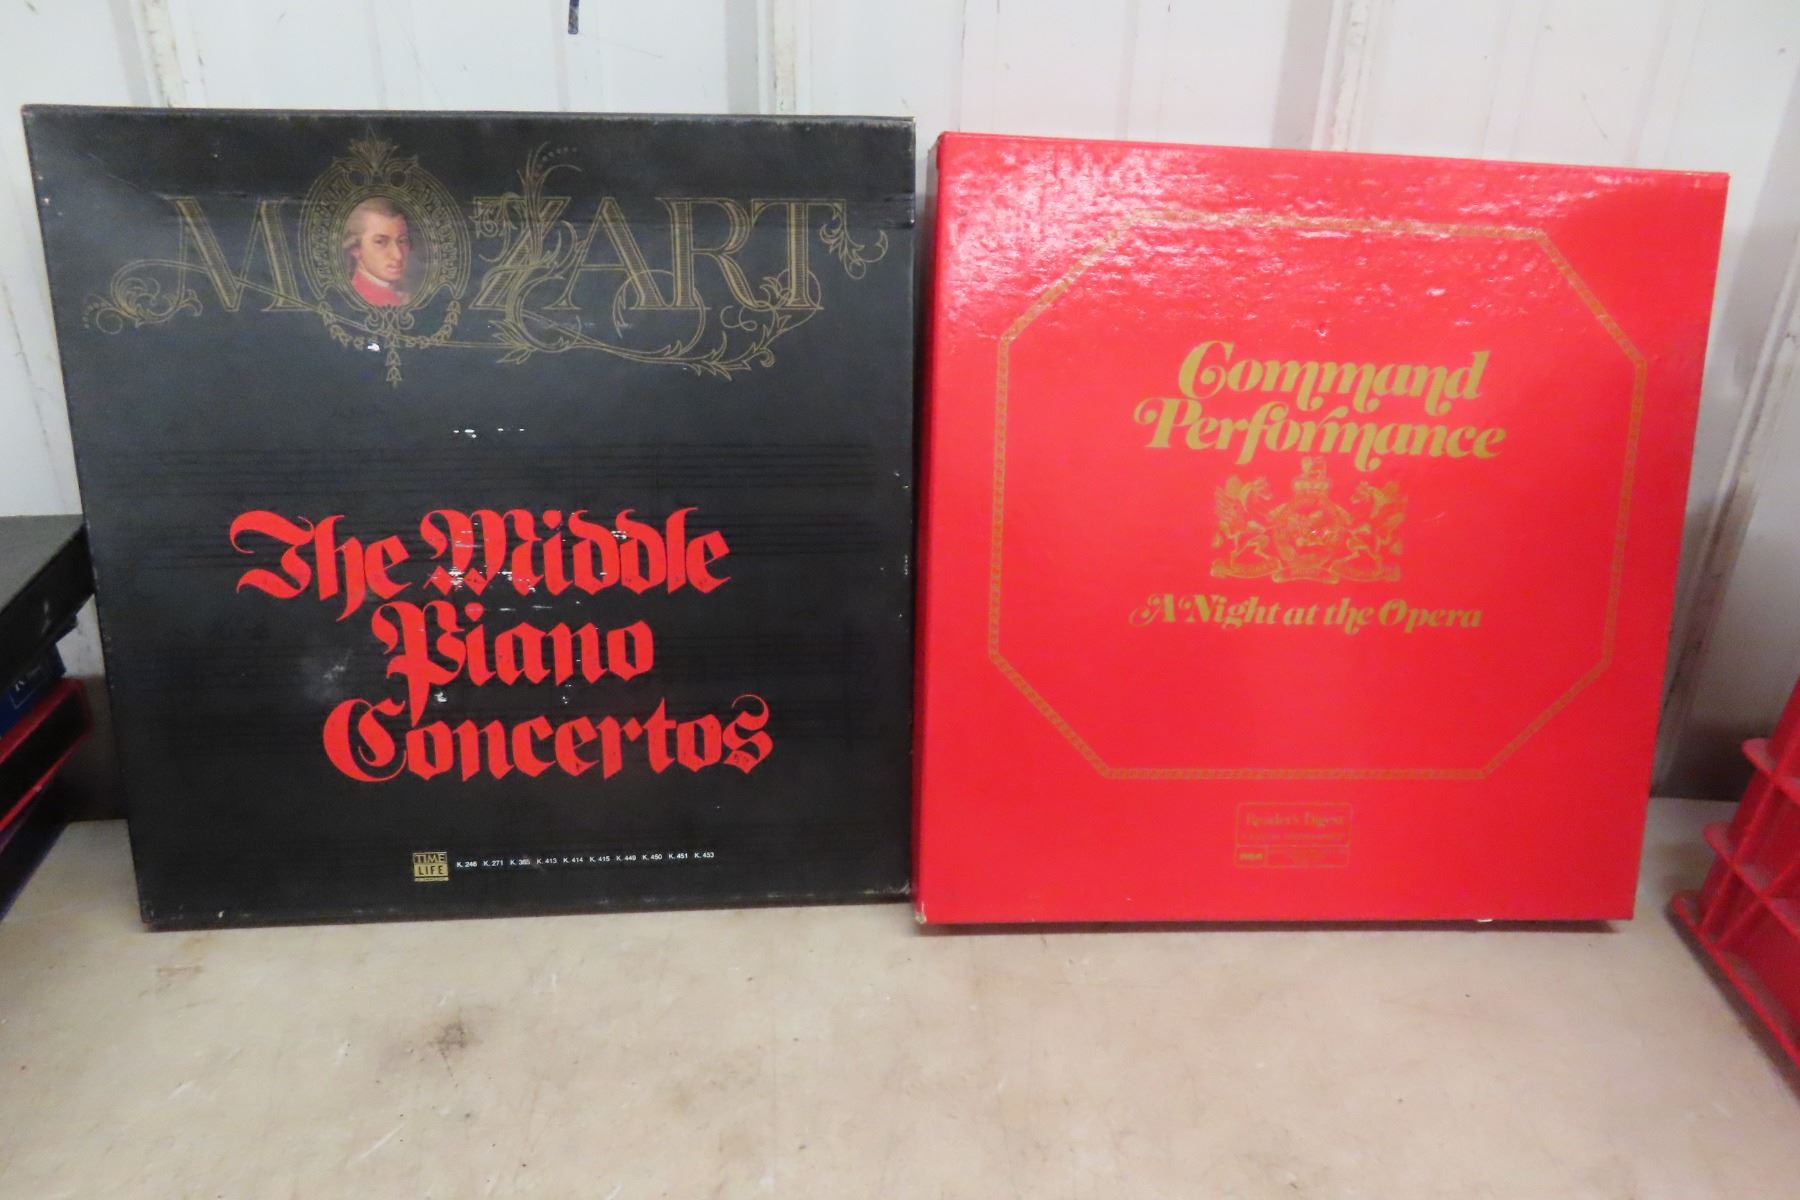 MOZART
The Middle
Piano
Concertos
TIME
LIFE
K. 246 K. 271 K. 365 K. 413 K. 414 K. 415 K. 449 K. 450 K. 451 K. 453
Command
Performance
A Night at the Opera
Reader's Digest
RCA